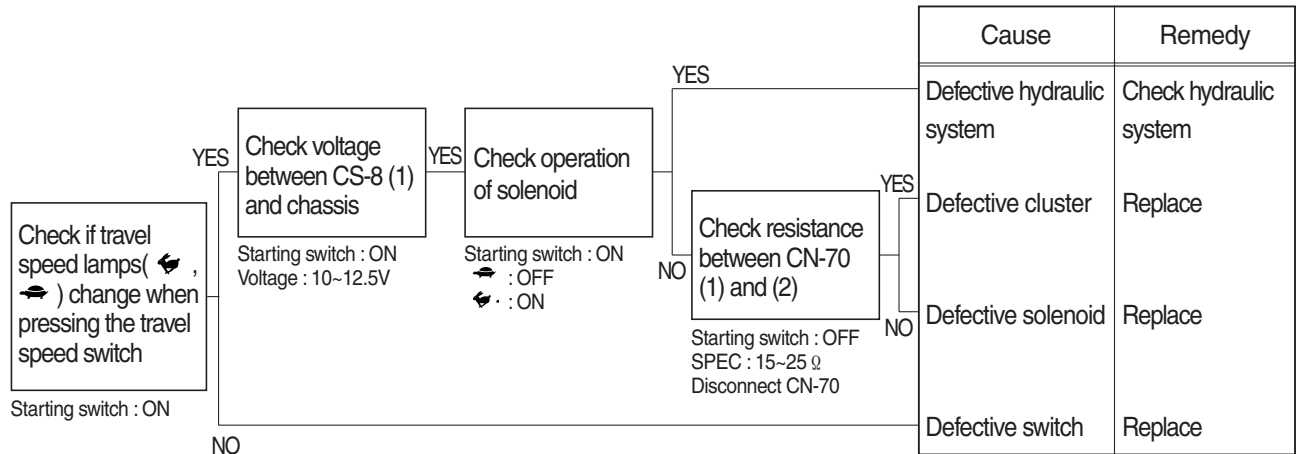 Check if travel
speed lamps( ,
) change when
pressing the travel
speed switch
Starting switch : ON
YES
NO
Check voltage
between CS-8 (1)
and chassis
Starting switch : ON
Voltage : 10~12.5V
YES
Check operation
of solenoid
Starting switch : ON
: OFF
: ON
YES
NO
Check resistance
between CN-70
(1) and (2)
Starting switch : OFF
SPEC : 15~25 Ω
Disconnect CN-70
YES
NO
Cause Remedy
Defective hydraulic Check hydraulic
system system
Defective cluster Replace
Defective solenoid Replace
Defective switch Replace